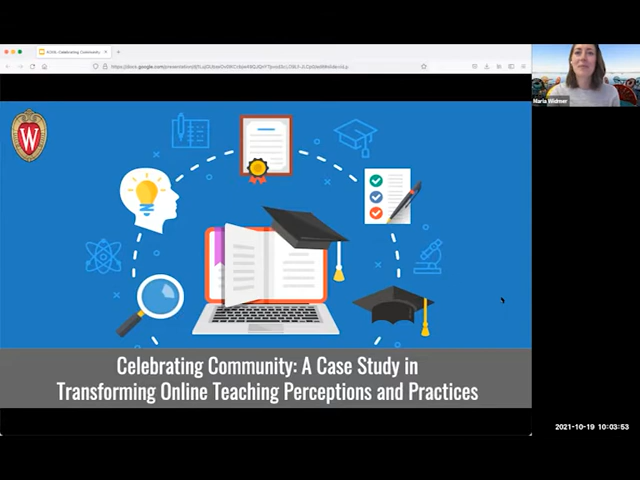 Maria Widmer
W
Celebrating Community: A Case Study in
Transforming Online Teaching Perceptions and Practices
2021-10-19 10:03:53